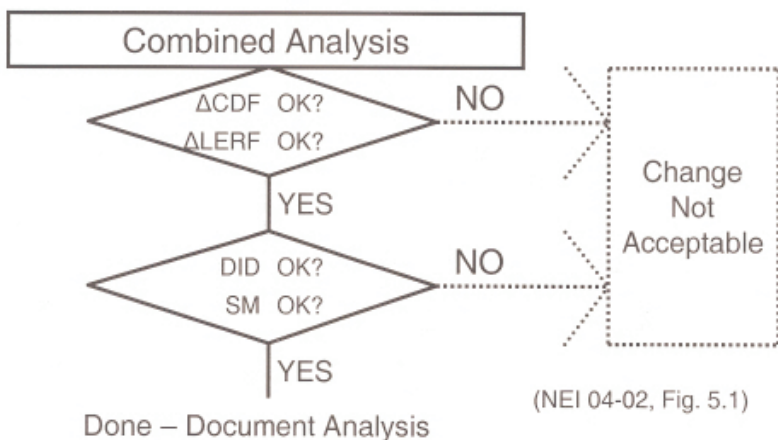 Combined Analysis
ΔCDF OK?
ΔLERF OK?
NO
YES
DID OK?
SM OK?
NO
YES
Change
Not
Acceptable
Done – Document Analysis
(NEI 04-02, Fig. 5.1)